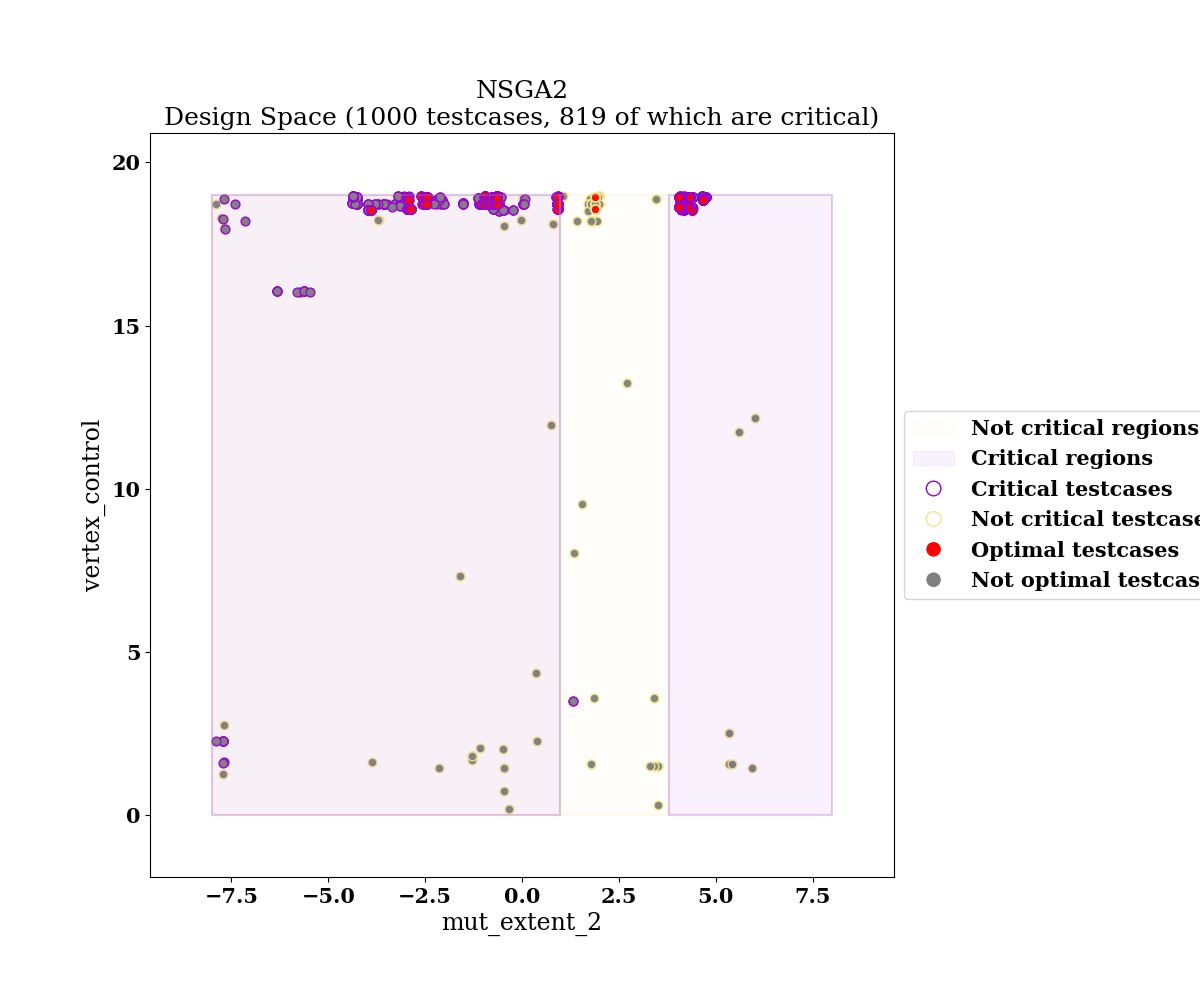 NSGA2
Design Space (1000 testcases, 819 of which are critical)
20
15
10
5
0
vertex_control
−7.5 −5.0 −2.5 0.0 2.5 5.0 7.5
mut_extent_2
Not critical regions
Critical regions
Critical testcases
Not critical testcase
Optimal testcases
Not optimal testcas